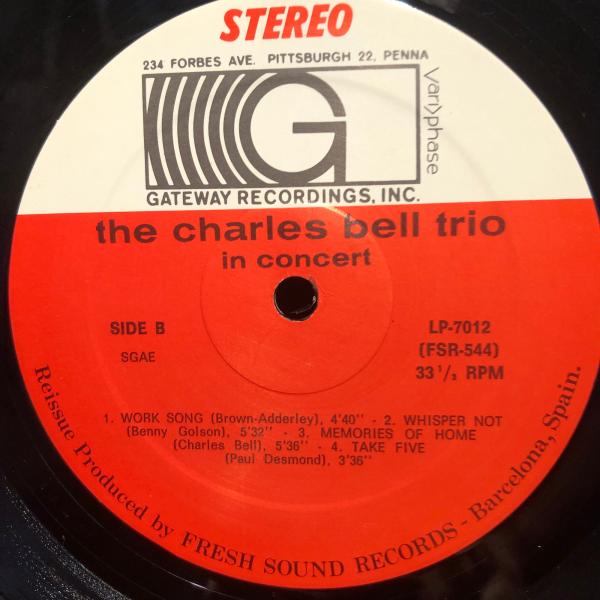 STEREO
234 FORBES AVE. PITTSBURGH 22, PENNA
G
vari>phase
GATEWAY RECORDINGS, INC.
the charles bell trio
in concert
SIDE B
SGAE
LP-7012
(FSR-544)
33 1/3 RPM
1. WORK SONG (Brown-Adderley), 4'40'' - 2. WHISPER NOT
(Benny Golson), 5'32'' - 3. MEMORIES OF HOME
(Charles Bell), 5'36'' - 4. TAKE FIVE
(Paul Desmond), 3'36''
Reissue Produced by FRESH SOUND RECORDS - Barcelona, Spain.